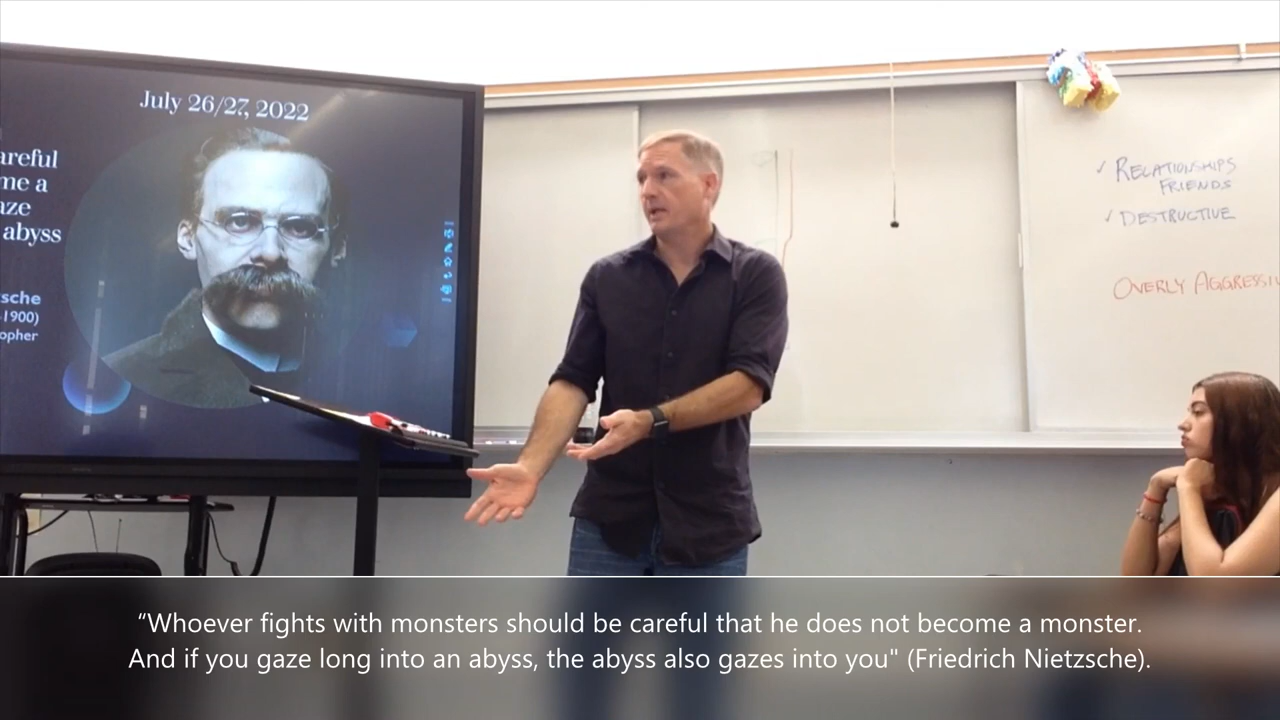 July 26/27, 2022
areful
me a
aze
abyss
sche
1900)
opher
✓ RELATIONSHIPS
FRIENDS
✓ DESTRUCTIVE
OVERLY AGGRESSI
“Whoever fights with monsters should be careful that he does not become a monster.
And if you gaze long into an abyss, the abyss also gazes into you" (Friedrich Nietzsche).